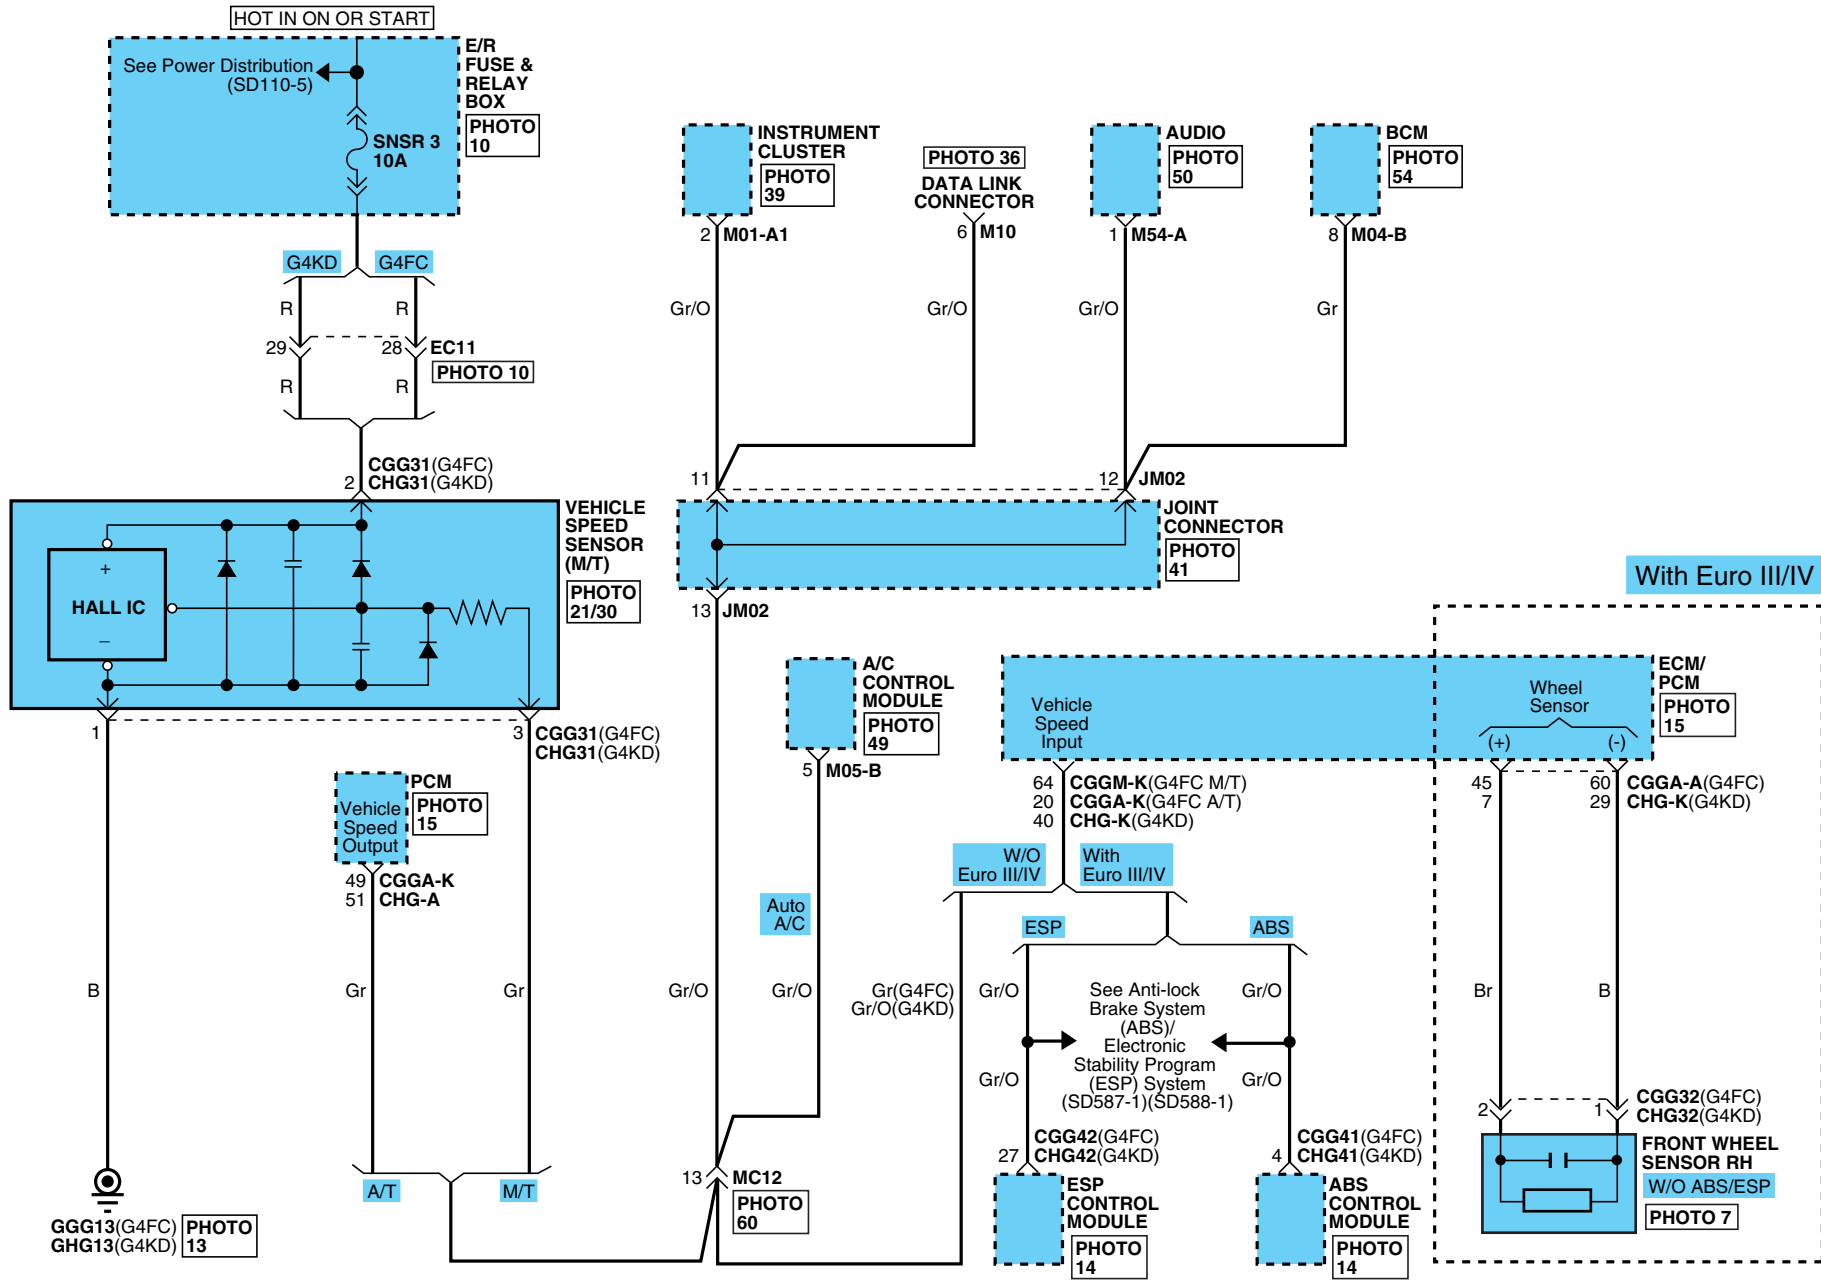 HOT IN ON OR START
See Power Distribution
(SD110-5)
SNSR 3
10A
E/R
FUSE &
RELAY
BOX
PHOTO
10
G4KD
G4FC
R
R
29
28
EC11
PHOTO 10
R
R
CGG31(G4FC)
2
CHG31(G4KD)
INSTRUMENT
CLUSTER
PHOTO
39
2
M01-A1
PHOTO 36
DATA LINK
CONNECTOR
6
M10
AUDIO
PHOTO
50
1
M54-A
BCM
PHOTO
54
8
M04-B
Gr/O
Gr/O
Gr/O
Gr
11
12
JM02
JOINT
CONNECTOR
PHOTO
41
13
JM02
+
HALL IC
–
VEHICLE
SPEED
SENSOR
(M/T)
PHOTO
21/30
1
3
CGG31(G4FC)
CHG31(G4KD)
PCM
PHOTO
15
Vehicle
Speed
Output
49
CGGA-K
51
CHG-A
A/C
CONTROL
MODULE
PHOTO
49
5
M05-B
Auto
A/C
With Euro III/IV
Vehicle
Speed
Input
Wheel
Sensor
(+)
(-)
ECM/
PCM
PHOTO
15
64
CGGM-K(G4FC M/T)
20
CGGA-K(G4FC A/T)
40
CHG-K(G4KD)
45
7
60
CGGA-A(G4FC)
29
CHG-K(G4KD)
W/O
Euro III/IV
With
Euro III/IV
ESP
ABS
B
Gr
Gr
Gr/O
Gr/O
Gr(G4FC)
Gr/O(G4KD)
Gr/O
Gr/O
Br
B
See Anti-lock
Brake System
(ABS)/
Electronic
Stability Program
(ESP) System
(SD587-1)(SD588-1)
Gr/O
Gr/O
CGG42(G4FC)
27
CHG42(G4KD)
ESP
CONTROL
MODULE
PHOTO
14
CGG41(G4FC)
4
CHG41(G4KD)
ABS
CONTROL
MODULE
PHOTO
14
2
1
CGG32(G4FC)
CHG32(G4KD)
FRONT WHEEL
SENSOR RH
W/O ABS/ESP
PHOTO 7
A/T
M/T
13
MC12
PHOTO
60
GGG13(G4FC)
GHG13(G4KD)
PHOTO
13